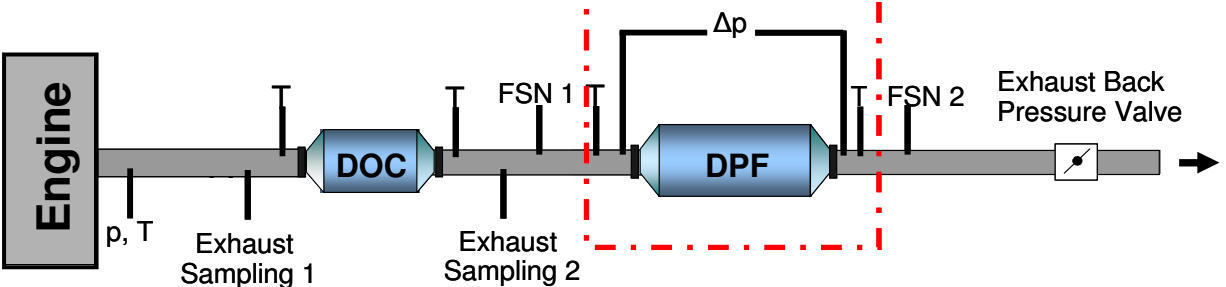 Δp
T
T
FSN 1
T
T
FSN 2
Exhaust Back
Pressure Valve
Engine
DOC
DPF
p, T
Exhaust
Sampling 1
Exhaust
Sampling 2